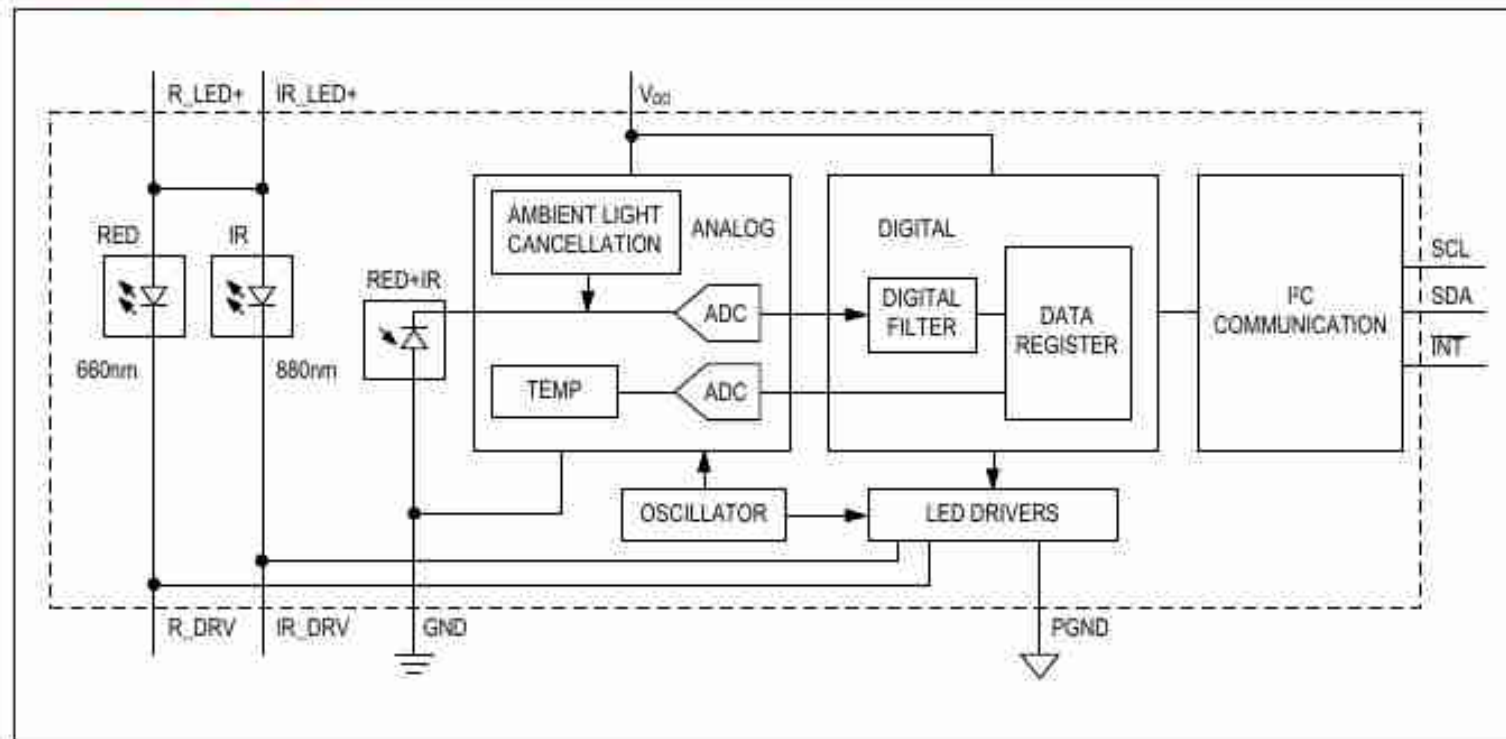 R_LED+
IR_LED+
VDD
RED
IR
660nm
880nm
RED+IR
AMBIENT LIGHT
CANCELLATION
ANALOG
ADC
TEMP
ADC
DIGITAL
DIGITAL
FILTER
DATA
REGISTER
I²C
COMMUNICATION
SCL
SDA
INT
OSCILLATOR
LED DRIVERS
R_DRV
IR_DRV
GND
PGND